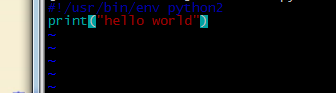 #!/usr/bin/env python2
print("hello world")
~
~
~
~